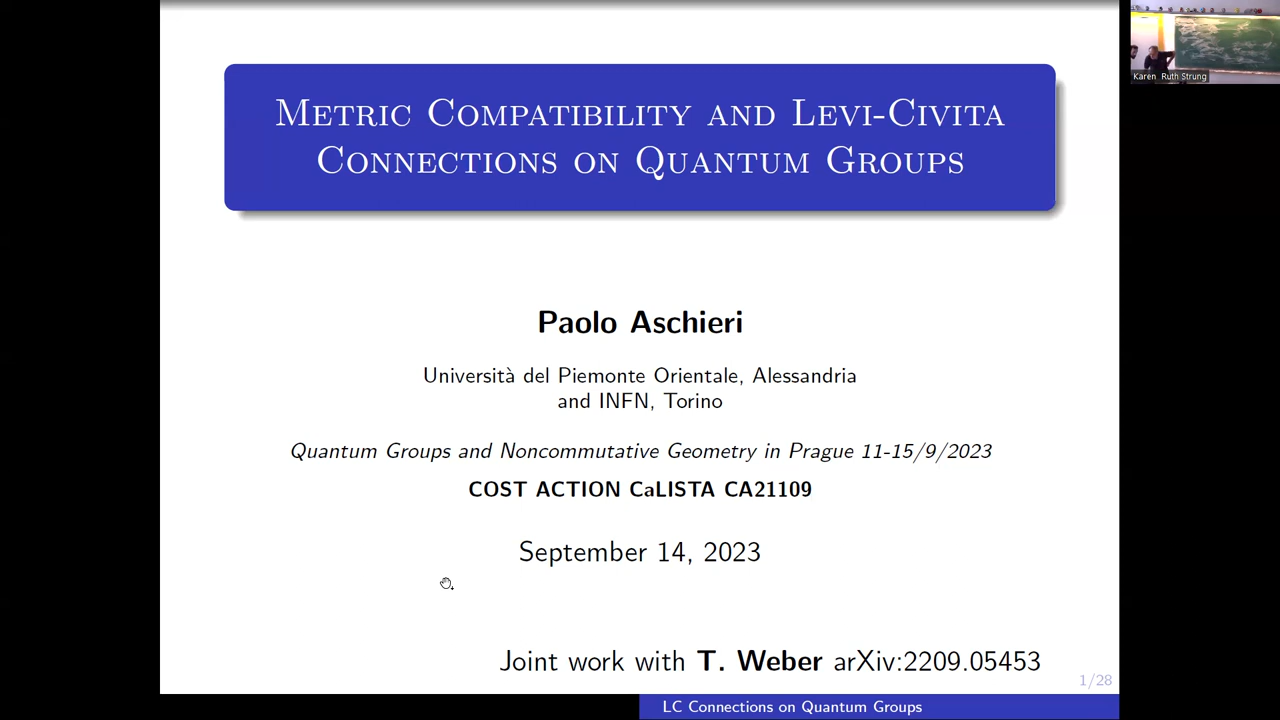 Metric Compatibility and Levi-Civita
Connections on Quantum Groups
Paolo Aschieri
Università del Piemonte Orientale, Alessandria
and INFN, Torino
Quantum Groups and Noncommutative Geometry in Prague 11-15/9/2023
COST ACTION CaLISTA CA21109
September 14, 2023
Joint work with T. Weber arXiv:2209.05453
1/28
LC Connections on Quantum Groups
Karen Ruth Strung